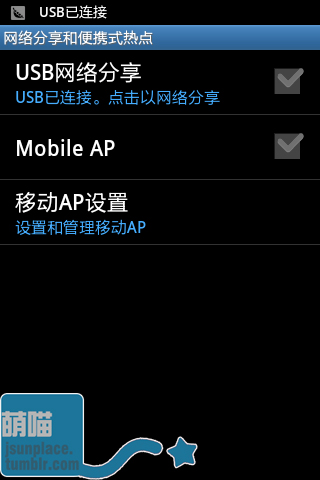 USB已连接
网络分享和便携式热点
USB网络分享
USB已连接。点击以网络分享
Mobile AP
移动AP设置
设置和管理移动AP
萌喵
jsunplace.
tumblr.com